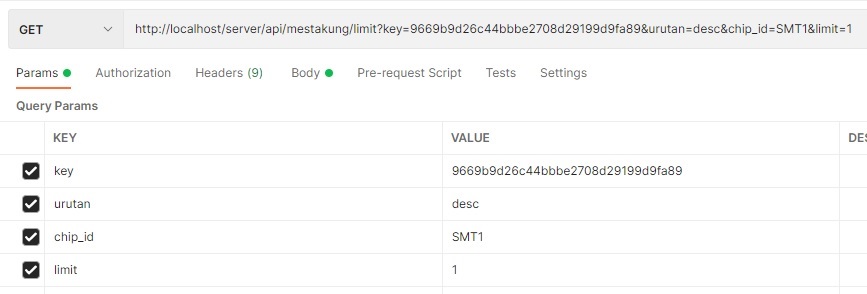 GET http://localhost/server/api/mestakung/limit?key=9669b9d26c44bbbe2708d29199d9fa89&urutan=desc&chip_id=SMT1&limit=1
Params Authorization Headers (9) Body Pre-request Script Tests Settings
Query Params
KEY VALUE DES
key 9669b9d26c44bbbe2708d29199d9fa89
urutan desc
chip_id SMT1
limit 1